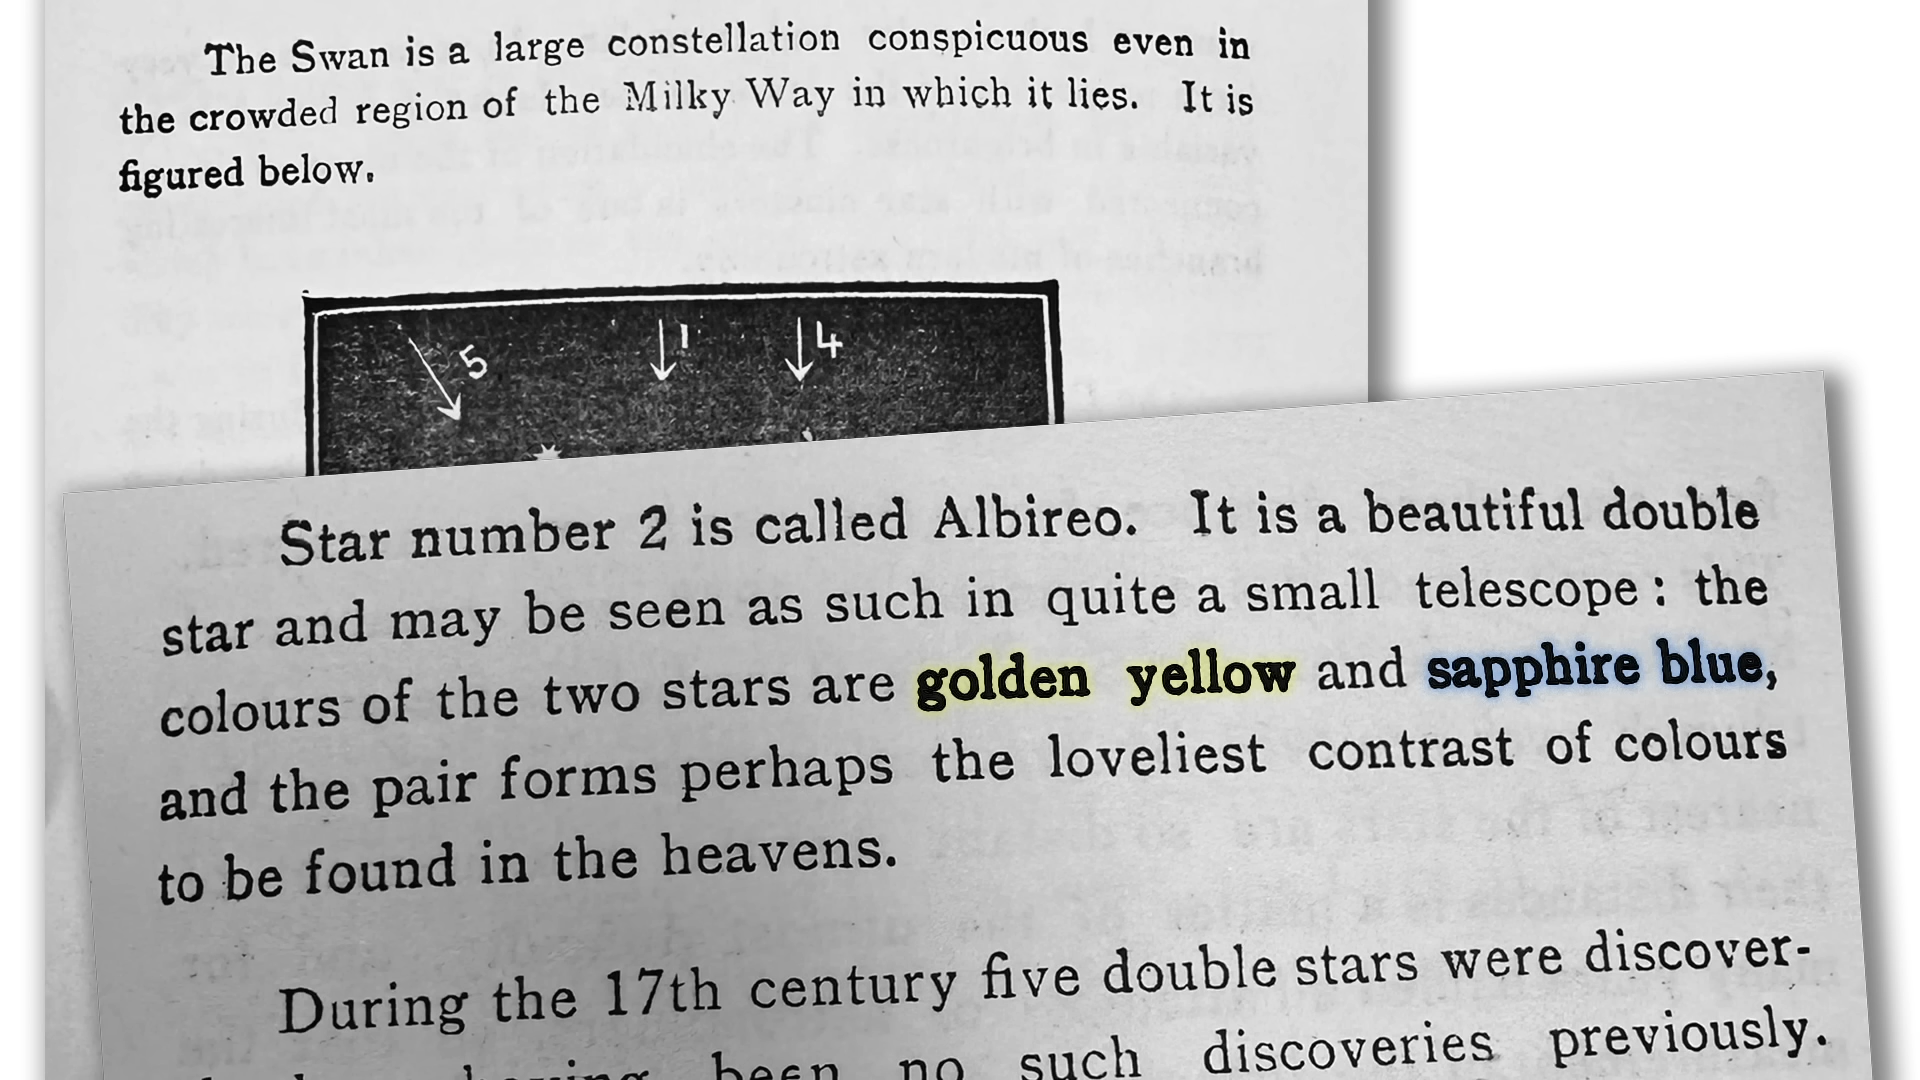 The Swan is a large constellation conspicuous even in
the crowded region of the Milky Way in which it lies. It is
figured below.
5
1
4
Star number 2 is called Albireo. It is a beautiful double
star and may be seen as such in quite a small telescope : the
colours of the two stars are golden yellow and sapphire blue,
and the pair forms perhaps the loveliest contrast of colours
to be found in the heavens.
During the 17th century five double stars were discover-
having been no such discoveries previously.